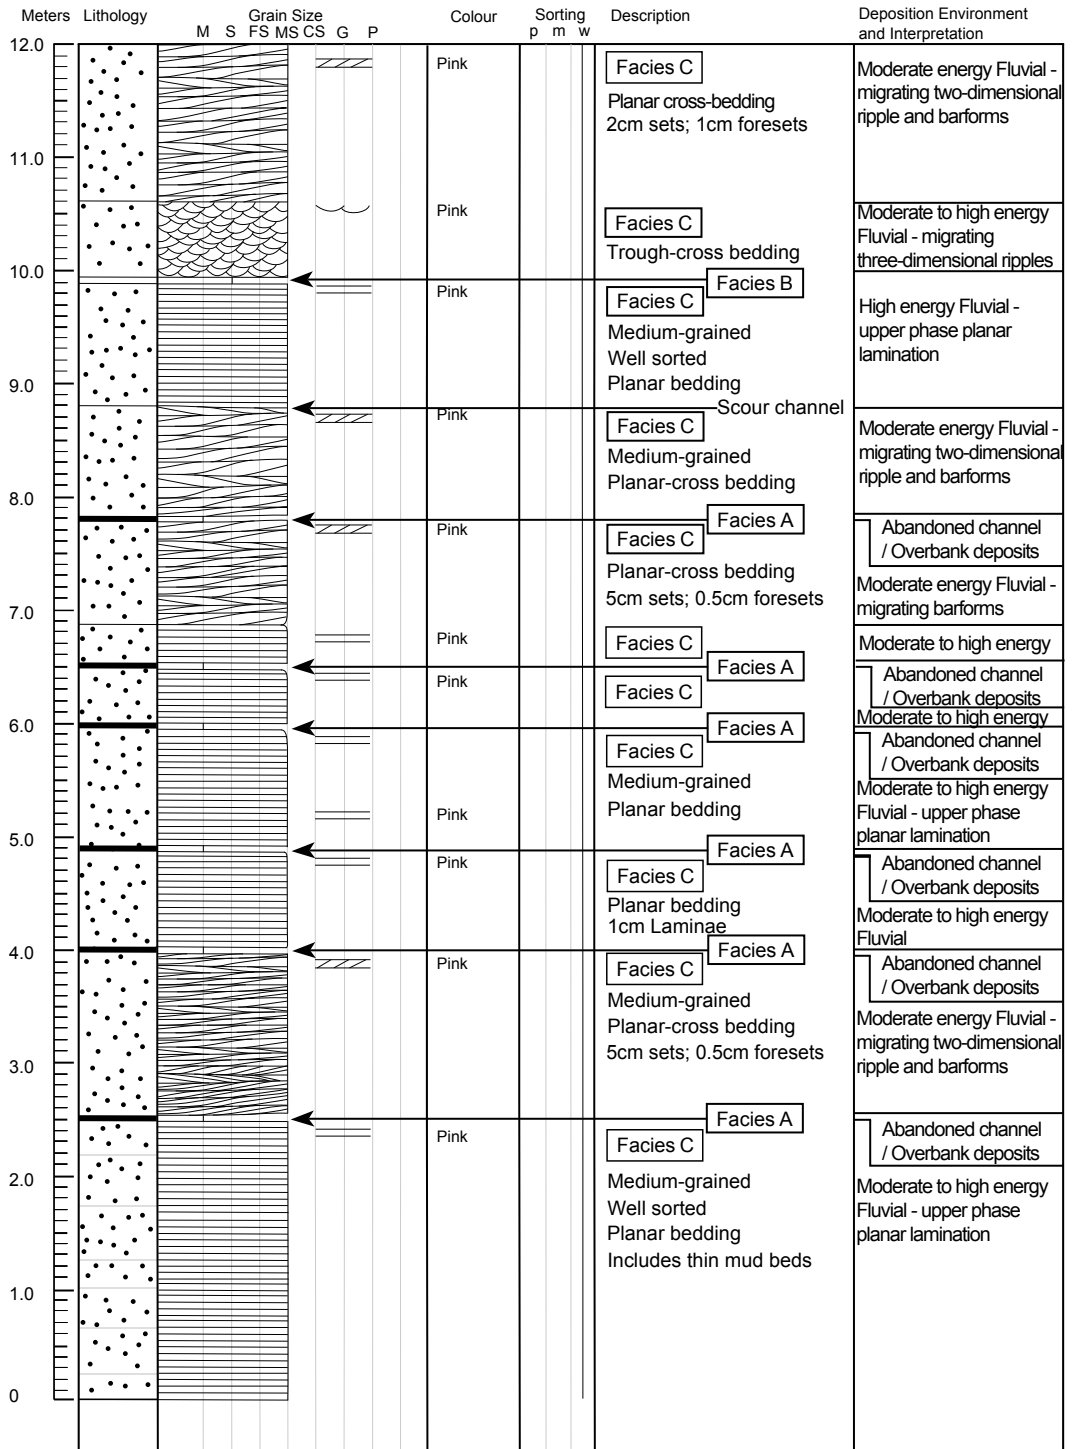 Meters Lithology Grain Size Colour Sorting Description Deposition Environment
and Interpretation
M S FS MS CS G P p m w
12.0
Pink
Facies C
Planar cross-bedding
2cm sets; 1cm foresets
Moderate energy Fluvial -
migrating two-dimensional
ripple and barforms
11.0
Pink
Facies C
Trough-cross bedding
Moderate to high energy
Fluvial - migrating
three-dimensional ripples
10.0
Facies B
Pink
Facies C
Medium-grained
Well sorted
Planar bedding
High energy Fluvial -
upper phase planar
lamination
9.0
Scour channel
Pink
Facies C
Medium-grained
Planar-cross bedding
Moderate energy Fluvial -
migrating two-dimensional
ripple and barforms
8.0
Facies A
Pink
Facies C
Planar-cross bedding
5cm sets; 0.5cm foresets
Abandoned channel
/ Overbank deposits
Moderate energy Fluvial -
migrating barforms
7.0
Pink
Facies C
Moderate to high energy
Facies A
Pink
Facies C
Abandoned channel
/ Overbank deposits
Moderate to high energy
6.0
Facies A
Facies C
Medium-grained
Planar bedding
Pink
Abandoned channel
/ Overbank deposits
Moderate to high energy
Fluvial - upper phase
planar lamination
5.0
Facies A
Pink
Facies C
Planar bedding
1cm Laminae
Abandoned channel
/ Overbank deposits
Moderate to high energy
Fluvial
4.0
Facies A
Pink
Facies C
Medium-grained
Planar-cross bedding
5cm sets; 0.5cm foresets
Abandoned channel
/ Overbank deposits
Moderate energy Fluvial -
migrating two-dimensional
ripple and barforms
3.0
Facies A
Pink
Facies C
Medium-grained
Well sorted
Planar bedding
Includes thin mud beds
Abandoned channel
/ Overbank deposits
Moderate to high energy
Fluvial - upper phase
planar lamination
2.0
1.0
0